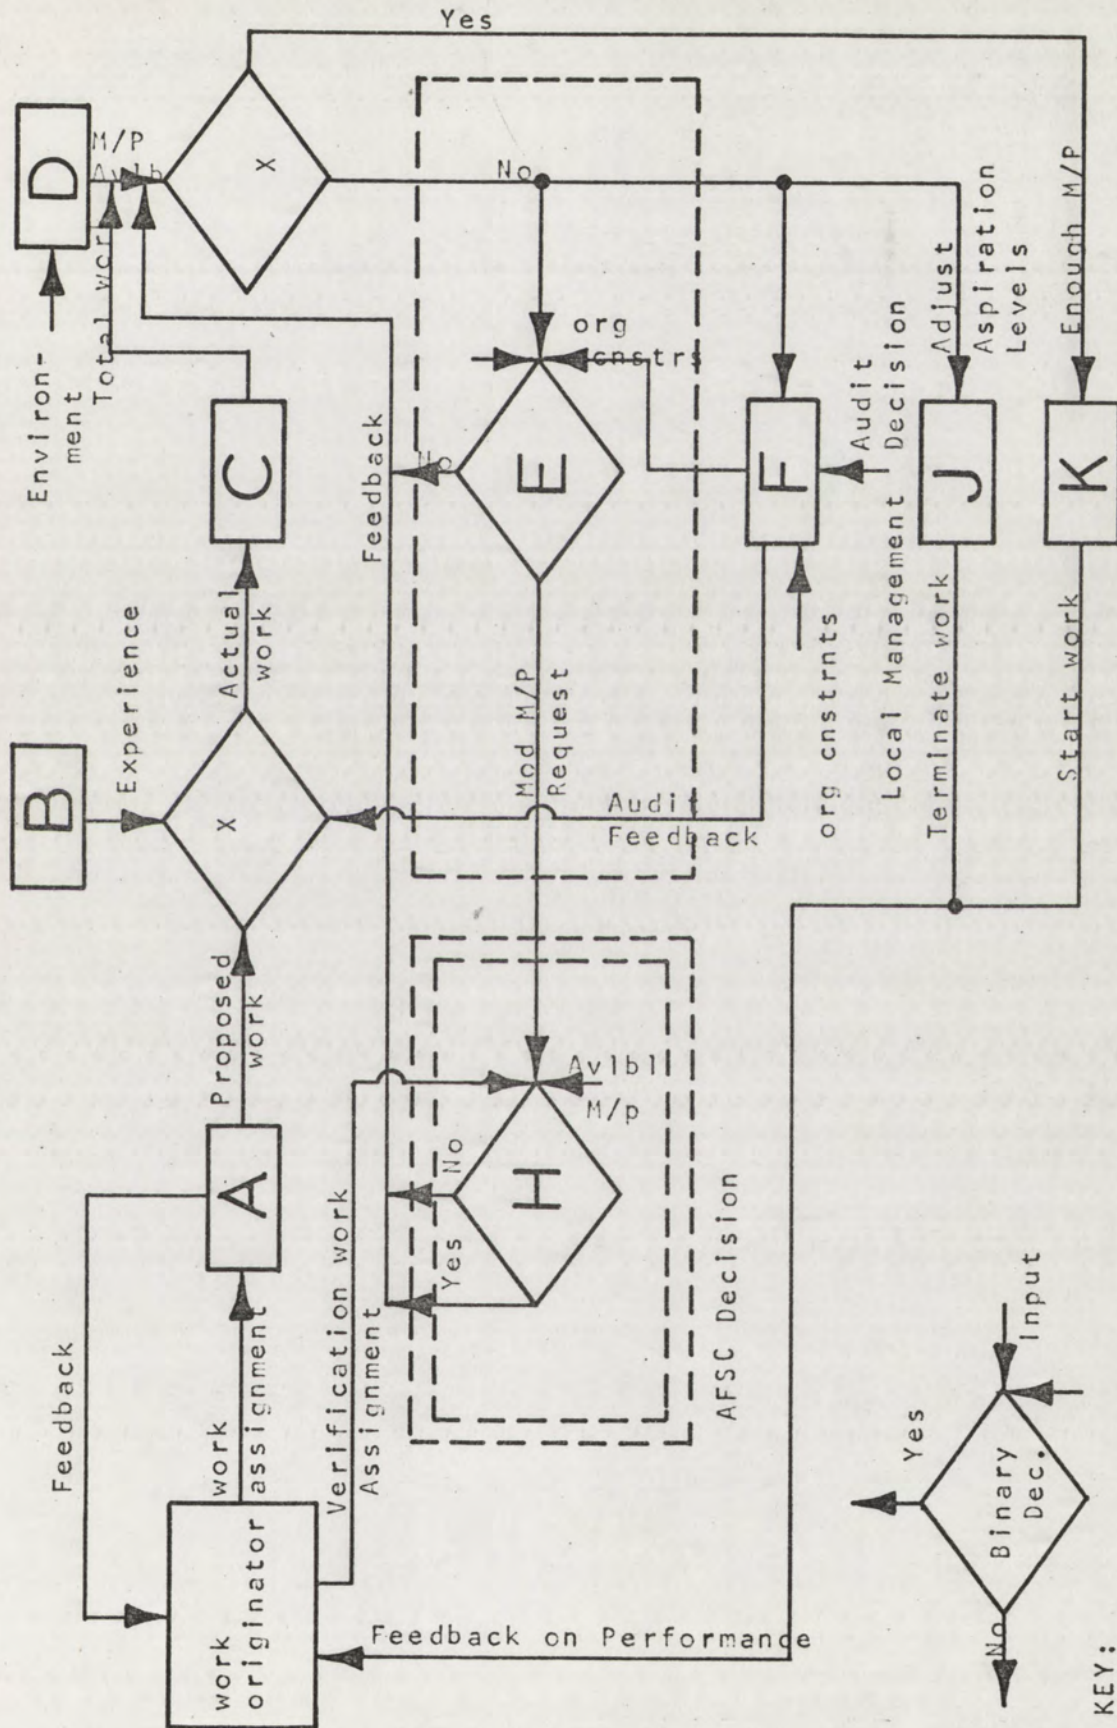 Feedback
work
originator
work
assignment
A
Proposed
work
B
Experience
x
Actual
work
C
Environ-
ment
Total wor
D
M/P
Avlb
x
Yes
No
Verification work
Assignment
Feedback
Yes
No
H
Avlbl
M/p
AFSC Decision
Mod M/P
Request
No
E
org
cnstrs
Audit
Feedback
F
org cnstrnts
Audit
Decision
Local Management Decision
Terminate work
J
Adjust
Aspiration
Levels
Start work
K
Enough M/P
Feedback on Performance
KEY:
No
Binary
Dec.
Yes
Input